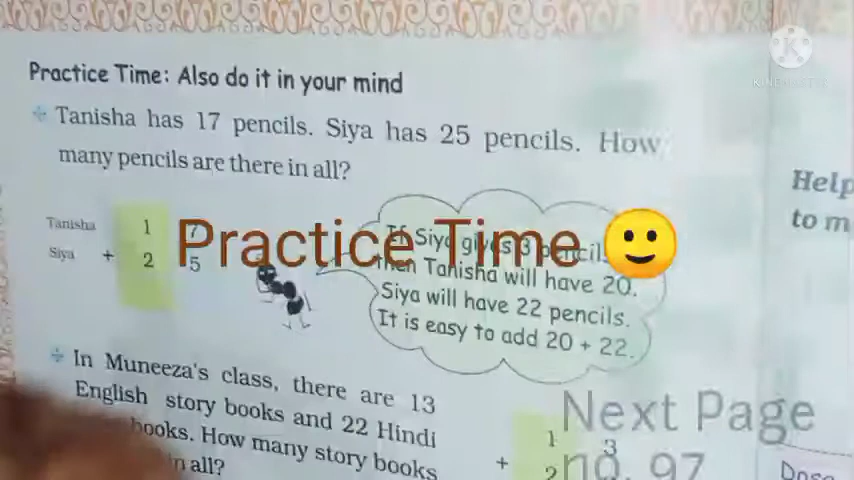 KINEMASTER
Practice Time: Also do it in your mind
Tanisha has 17 pencils. Siya has 25 pencils. How
many pencils are there in all?
Help
to m
Tanisha 1 7
Siya + 2 5
Practice Time
If Siya gives 3 pencils
then Tanisha will have 20.
Siya will have 22 pencils.
It is easy to add 20 + 22.
In Muneeza's class, there are 13
English story books and 22 Hindi
books. How many story books
in all?
1 3
+ 2
Next Page
no. 97